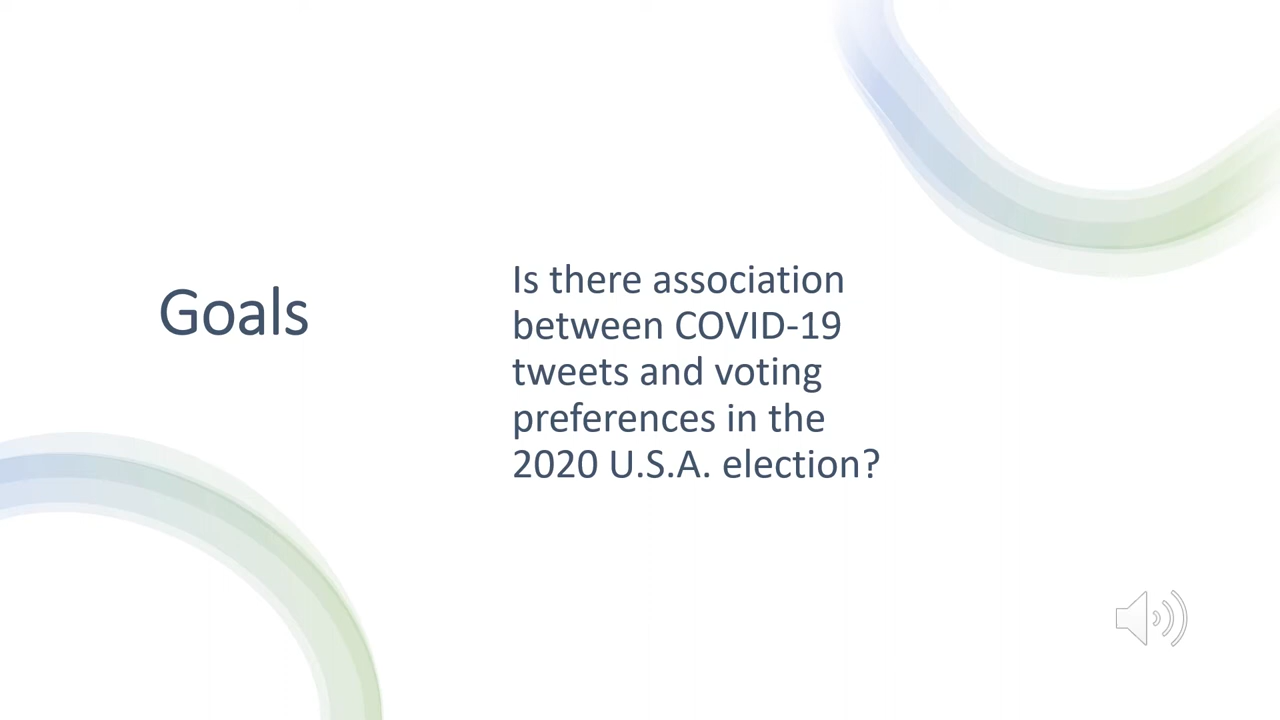 Goals
Is there association
between COVID-19
tweets and voting
preferences in the
2020 U.S.A. election?